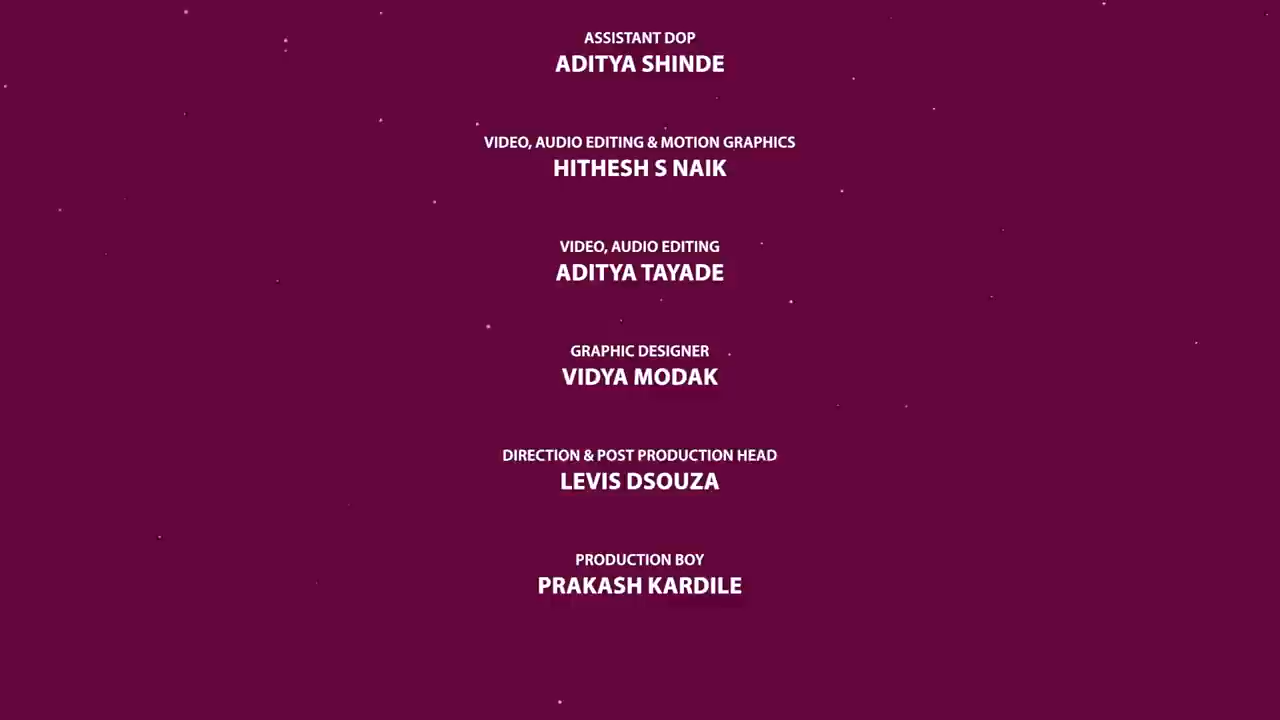 ASSISTANT DOP
ADITYA SHINDE
VIDEO, AUDIO EDITING & MOTION GRAPHICS
HITHESH S NAIK
VIDEO, AUDIO EDITING
ADITYA TAYADE
GRAPHIC DESIGNER
VIDYA MODAK
DIRECTION & POST PRODUCTION HEAD
LEVIS DSOUZA
PRODUCTION BOY
PRAKASH KARDILE